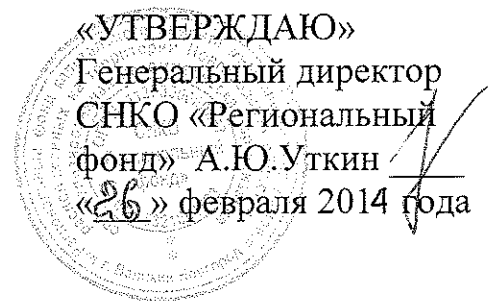 «УТВЕРЖДАЮ»
Генеральный директор
СНКО «Региональный
фонд» А.Ю.Уткин
«26» февраля 2014 года